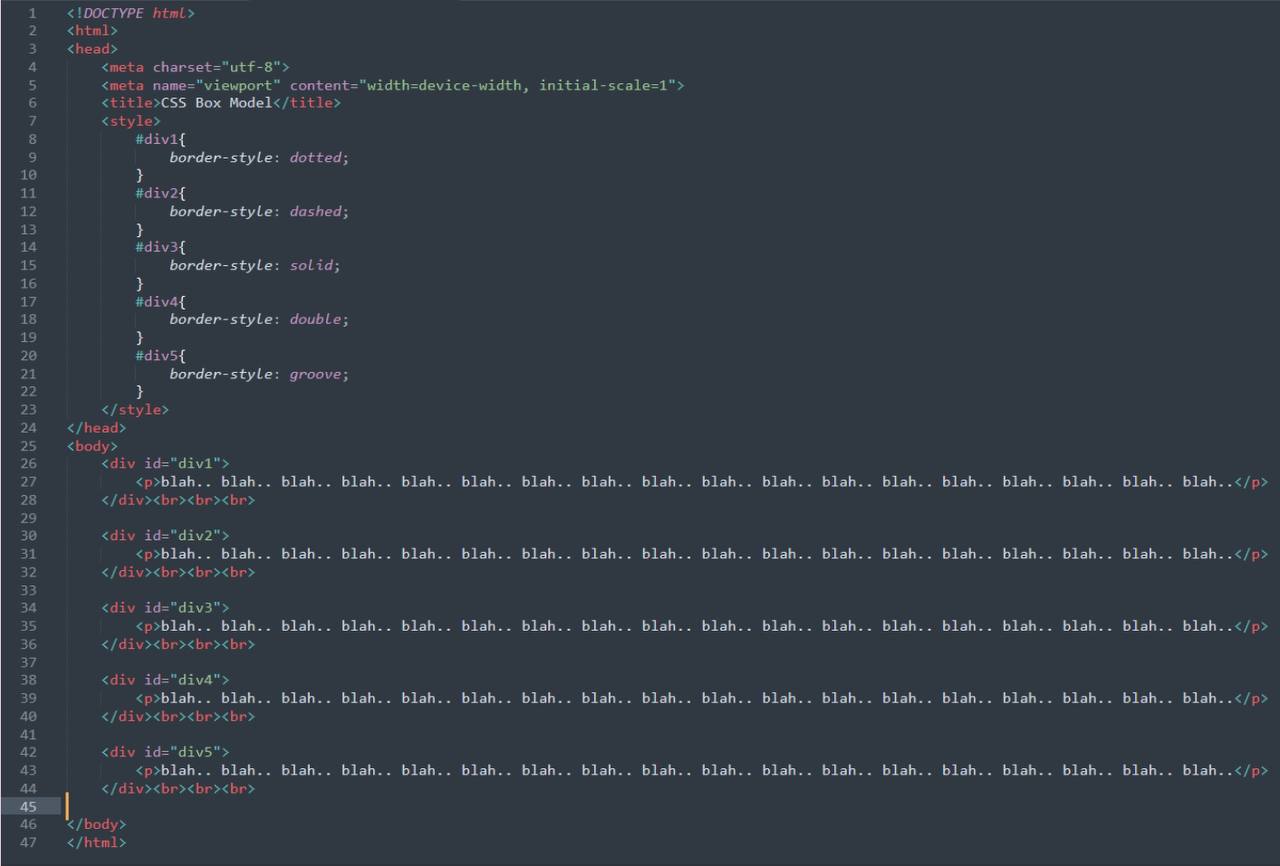 1 <!DOCTYPE html>
2 <html>
3 <head>
4 <meta charset="utf-8">
5 <meta name="viewport" content="width=device-width, initial-scale=1">
6 <title>CSS Box Model</title>
7 <style>
8 #div1{
9 border-style: dotted;
10 }
11 #div2{
12 border-style: dashed;
13 }
14 #div3{
15 border-style: solid;
16 }
17 #div4{
18 border-style: double;
19 }
20 #div5{
21 border-style: groove;
22 }
23 </style>
24 </head>
25 <body>
26 <div id="div1">
27 <p>blah.. blah.. blah.. blah.. blah.. blah.. blah.. blah.. blah.. blah.. blah.. blah.. blah.. blah.. blah.. blah.. blah.. blah..</p>
28 </div><br><br><br>
29
30 <div id="div2">
31 <p>blah.. blah.. blah.. blah.. blah.. blah.. blah.. blah.. blah.. blah.. blah.. blah.. blah.. blah.. blah.. blah.. blah.. blah..</p>
32 </div><br><br><br>
33
34 <div id="div3">
35 <p>blah.. blah.. blah.. blah.. blah.. blah.. blah.. blah.. blah.. blah.. blah.. blah.. blah.. blah.. blah.. blah.. blah.. blah..</p>
36 </div><br><br><br>
37
38 <div id="div4">
39 <p>blah.. blah.. blah.. blah.. blah.. blah.. blah.. blah.. blah.. blah.. blah.. blah.. blah.. blah.. blah.. blah.. blah.. blah..</p>
40 </div><br><br><br>
41
42 <div id="div5">
43 <p>blah.. blah.. blah.. blah.. blah.. blah.. blah.. blah.. blah.. blah.. blah.. blah.. blah.. blah.. blah.. blah.. blah.. blah..</p>
44 </div><br><br><br>
45
46 </body>
47 </html>